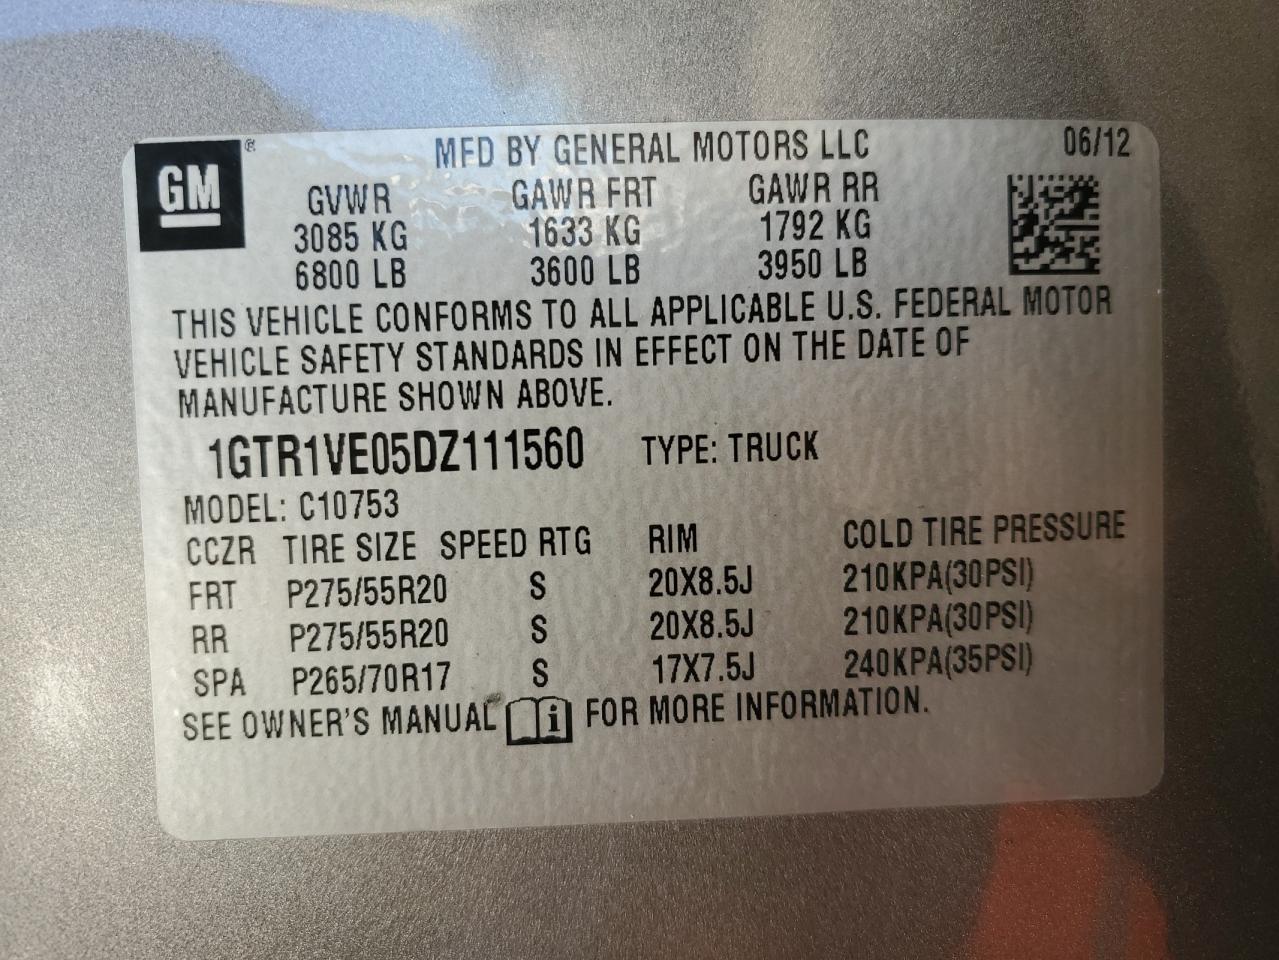 GM ® MFD BY GENERAL MOTORS LLC 06/12
GVWR GAWR FRT GAWR RR
3085 KG 1633 KG 1792 KG
6800 LB 3600 LB 3950 LB
THIS VEHICLE CONFORMS TO ALL APPLICABLE U.S. FEDERAL MOTOR
VEHICLE SAFETY STANDARDS IN EFFECT ON THE DATE OF
MANUFACTURE SHOWN ABOVE.
1GTR1VE05DZ111560 TYPE: TRUCK
MODEL: C10753
CCZR TIRE SIZE SPEED RTG RIM COLD TIRE PRESSURE
FRT P275/55R20 S 20X8.5J 210KPA(30PSI)
RR P275/55R20 S 20X8.5J 210KPA(30PSI)
SPA P265/70R17 S 17X7.5J 240KPA(35PSI)
SEE OWNER'S MANUAL i FOR MORE INFORMATION.